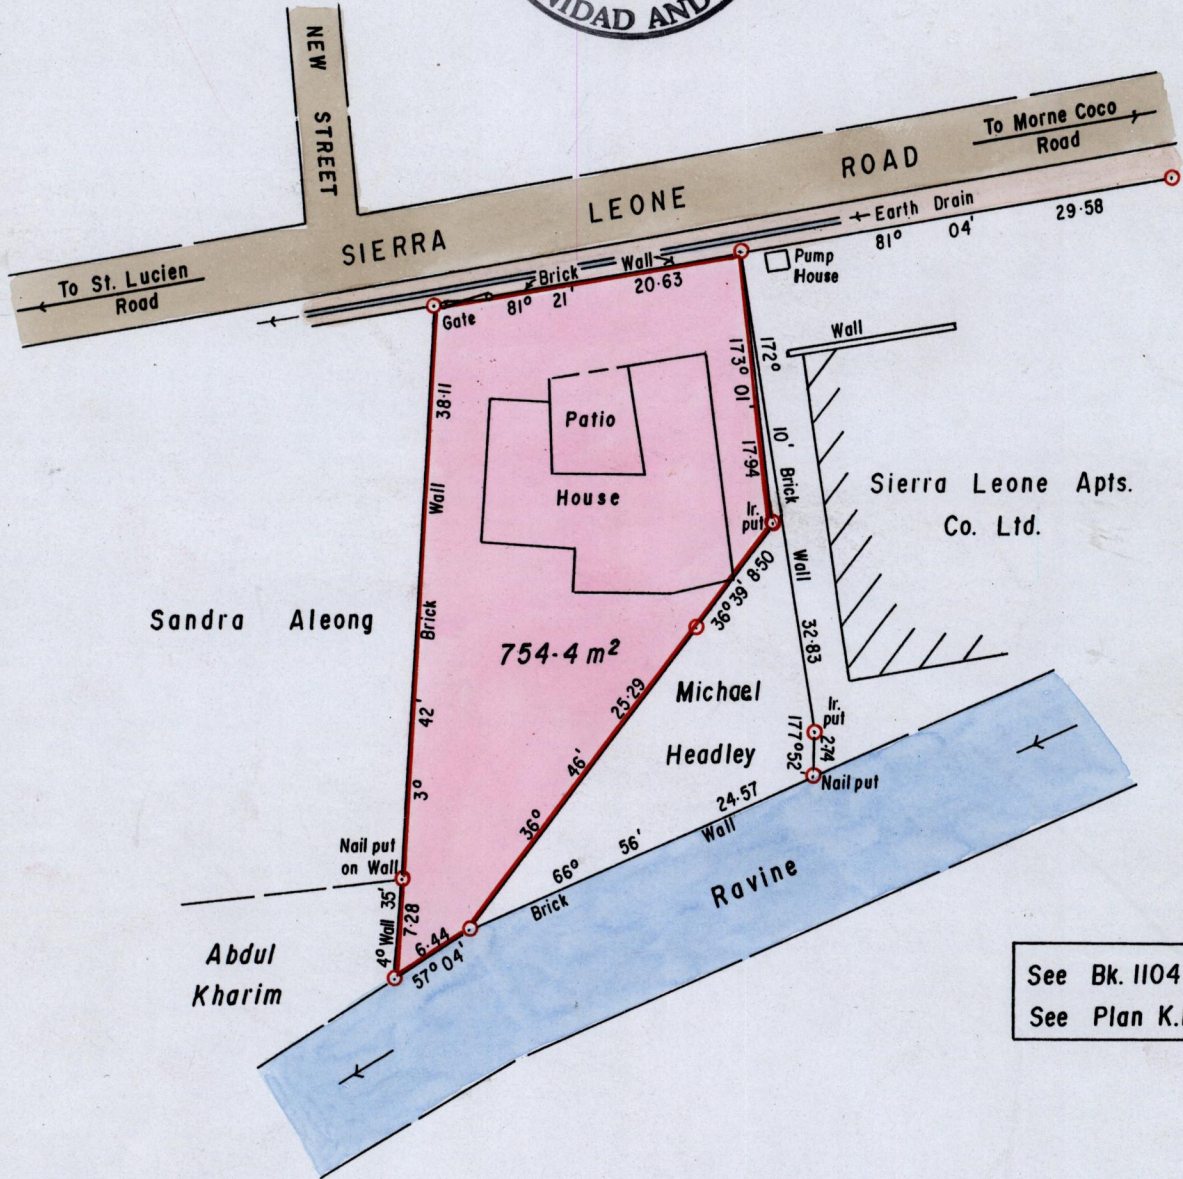 NIDAD AND
NEW STREET
To Morne Coco
Road
SIERRA LEONE ROAD
To St. Lucien
Road
Earth Drain
81° 04'
29·58
Brick Wall
81° 21'
20·63
Gate
Pump
House
Wall
38·11
Wall
Brick
42'
3°
173° 01'
17·94
172°
10'
Brick
Wall
32·83
Patio
House
Ir.
put
Sierra Leone Apts.
Co. Ltd.
36° 39' 8·50
Sandra Aleong
754·4 m²
25·29
46'
36°
Michael
Headley
Ir.
put
177° 52'
2·74
Nail put
24·57
Wall
56'
66°
Brick
Ravine
Nail put
on Wall
35'
4° Wall
7·28
6·44
57° 04'
Abdul
Kharim
See Bk. 1104
See Plan K.